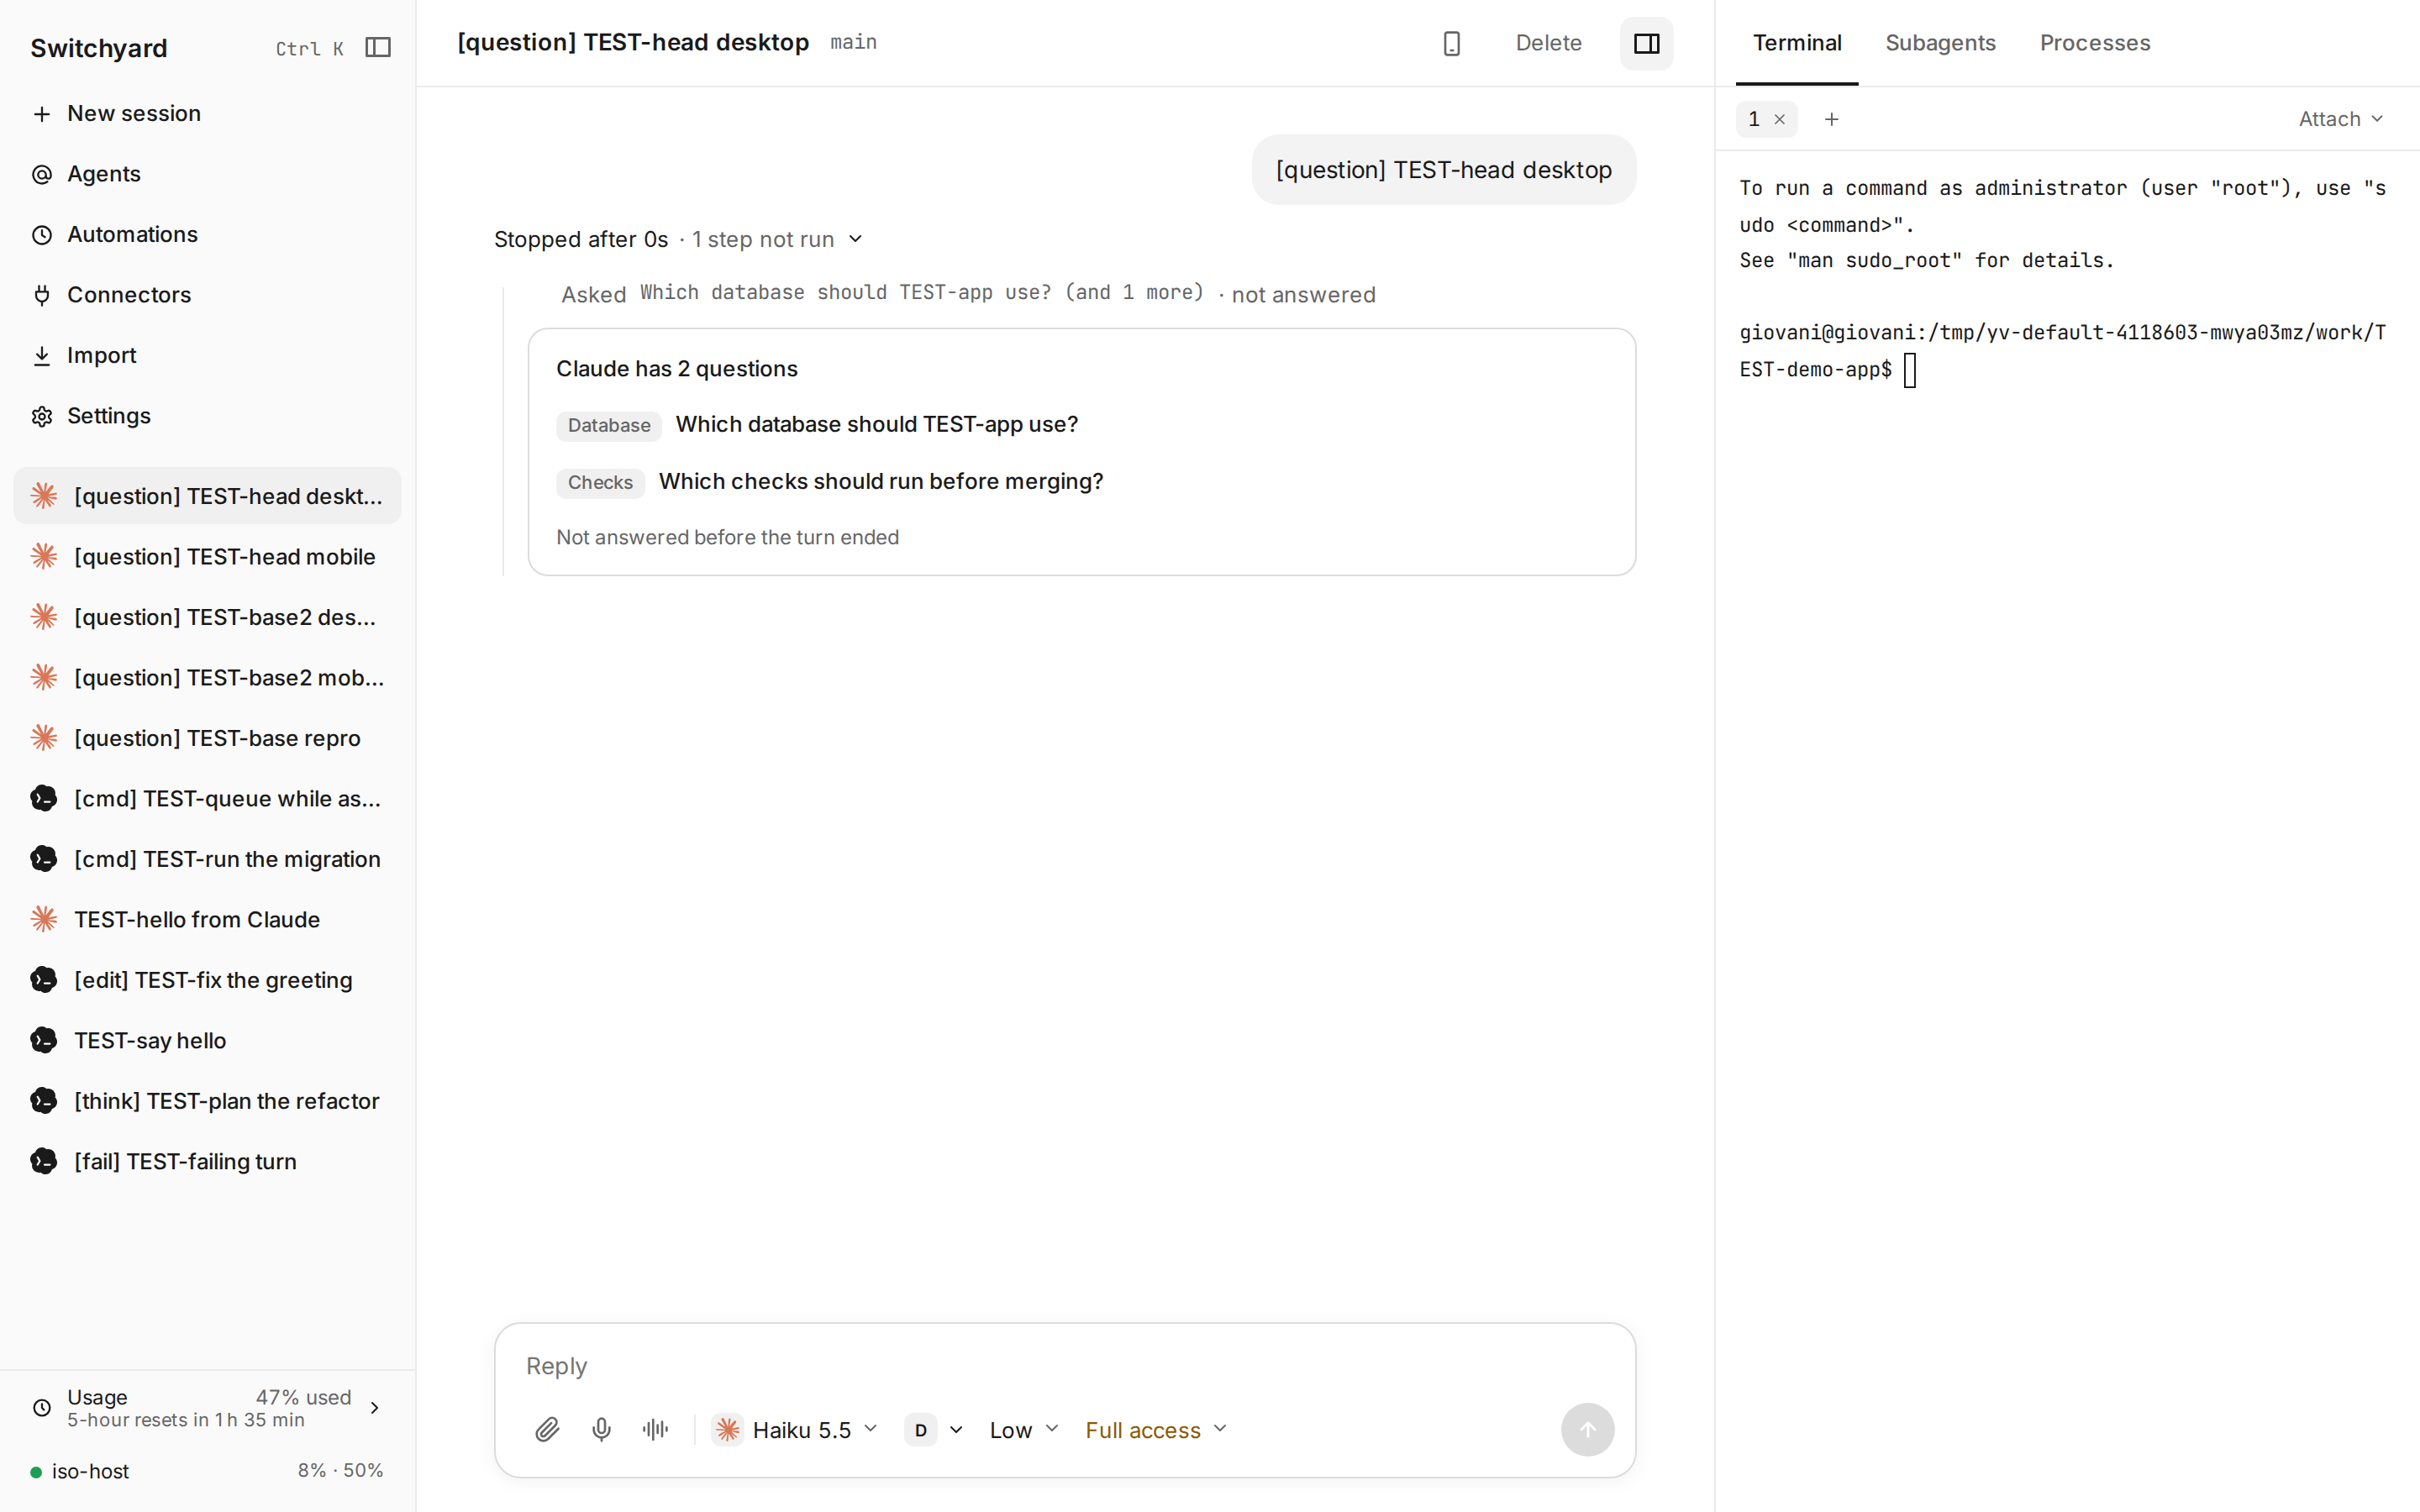 Switchyard
Ctrl K
New session
Agents
Automations
Connectors
Import
Settings
[question] TEST-head deskt...
[question] TEST-head mobile
[question] TEST-base2 des...
[question] TEST-base2 mob...
[question] TEST-base repro
[cmd] TEST-queue while as...
[cmd] TEST-run the migration
TEST-hello from Claude
[edit] TEST-fix the greeting
TEST-say hello
[think] TEST-plan the refactor
[fail] TEST-failing turn
Usage 47% used
5-hour resets in 1 h 35 min
iso-host 8% · 50%
[question] TEST-head desktop main
Delete
[question] TEST-head desktop
Stopped after 0s · 1 step not run
Asked Which database should TEST-app use? (and 1 more) · not answered
Claude has 2 questions
Database Which database should TEST-app use?
Checks Which checks should run before merging?
Not answered before the turn ended
Reply
Haiku 5.5 D Low Full access
Terminal Subagents Processes
1 Attach
To run a command as administrator (user "root"), use "s
udo <command>".
See "man sudo_root" for details.
giovani@giovani:/tmp/yv-default-4118603-mwya03mz/work/T
EST-demo-app$